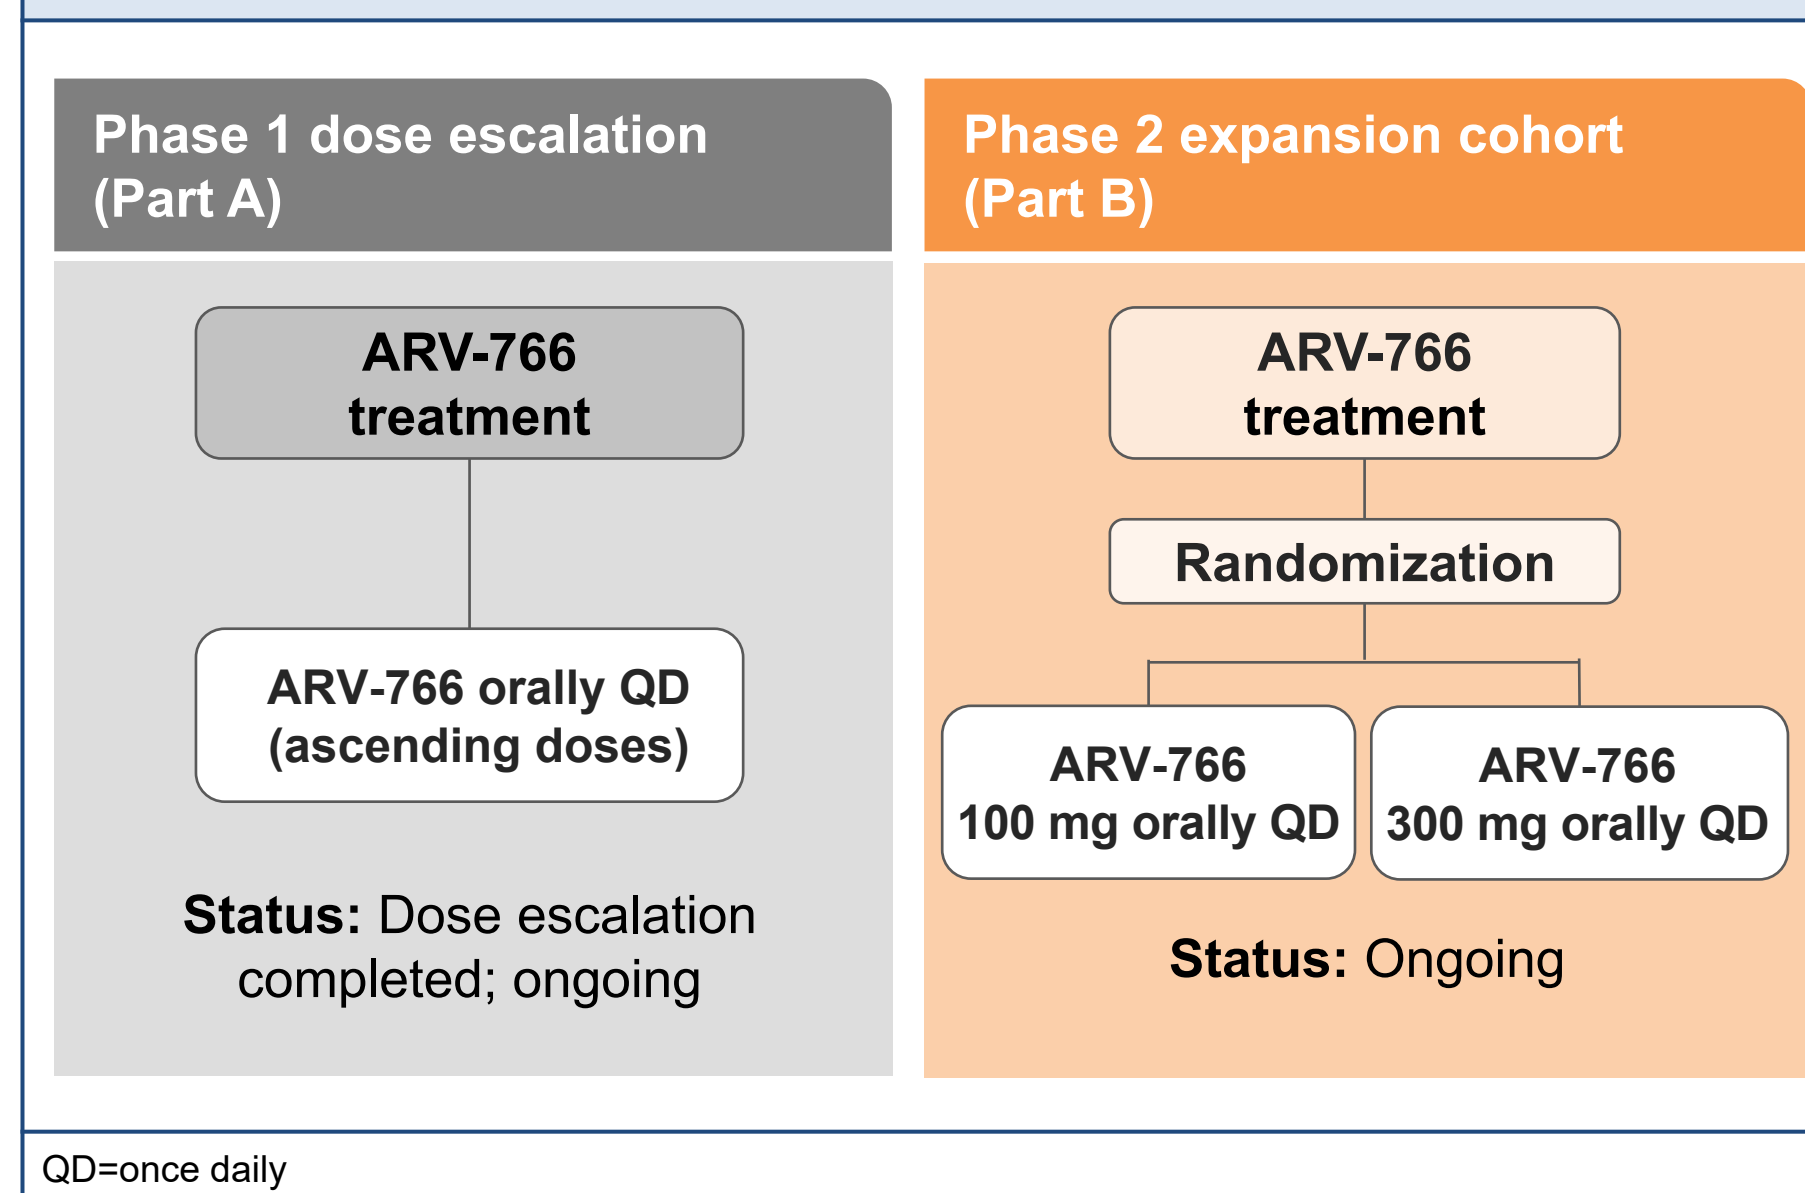 Phase 1 dose escalation
(Part A)
ARV-766
treatment
ARV-766 orally QD
(ascending doses)
Status: Dose escalation
completed; ongoing
Phase 2 expansion cohort
(Part B)
ARV-766
treatment
Randomization
ARV-766
100 mg orally QD
ARV-766
300 mg orally QD
Status: Ongoing
QD=once daily